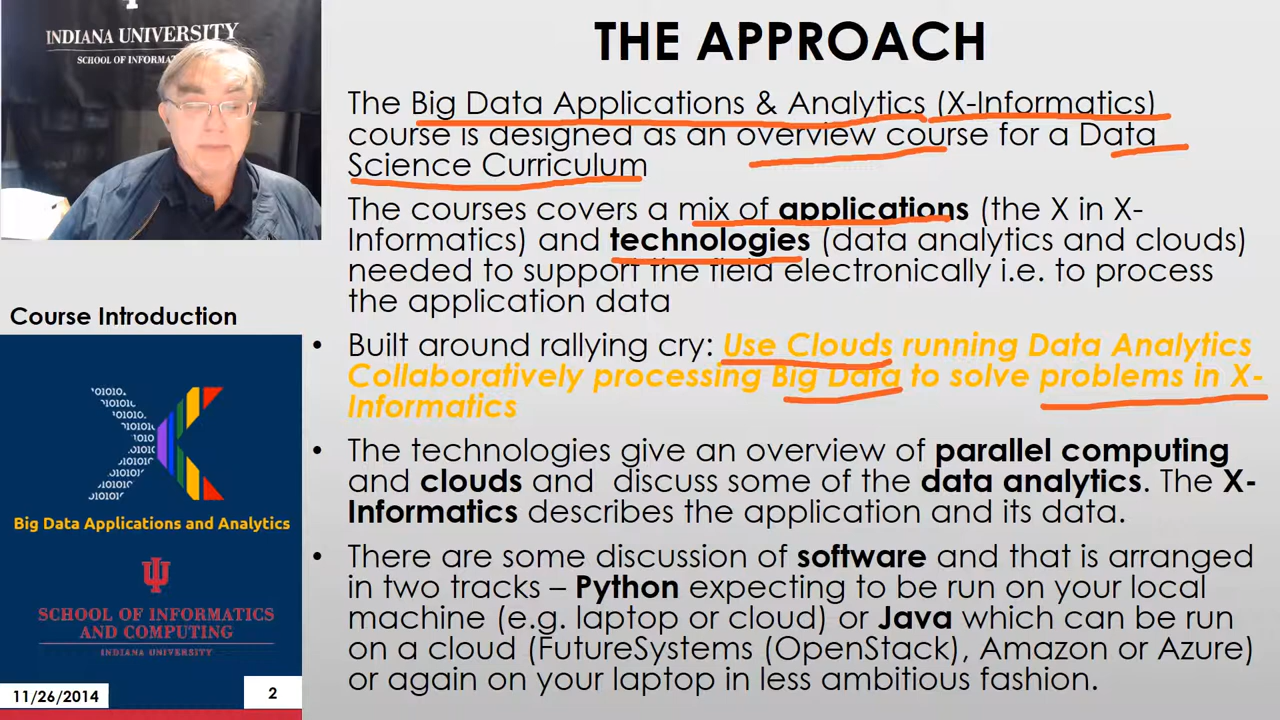 INDIANA UNIVERSITY
SCHOOL OF INFORMATI
THE APPROACH
The Big Data Applications & Analytics (X-Informatics)
course is designed as an overview course for a Data
Science Curriculum
The courses covers a mix of applications (the X in X-
Informatics) and technologies (data analytics and clouds)
needed to support the field electronically i.e. to process
the application data
• Built around rallying cry: Use Clouds running Data Analytics
Collaboratively processing Big Data to solve problems in X-
Informatics
• The technologies give an overview of parallel computing
and clouds and discuss some of the data analytics. The X-
Informatics describes the application and its data.
• There are some discussion of software and that is arranged
in two tracks – Python expecting to be run on your local
machine (e.g. laptop or cloud) or Java which can be run
on a cloud (FutureSystems (OpenStack), Amazon or Azure)
or again on your laptop in less ambitious fashion.
Course Introduction
Big Data Applications and Analytics
SCHOOL OF INFORMATICS
AND COMPUTING
INDIANA UNIVERSITY
11/26/2014
2